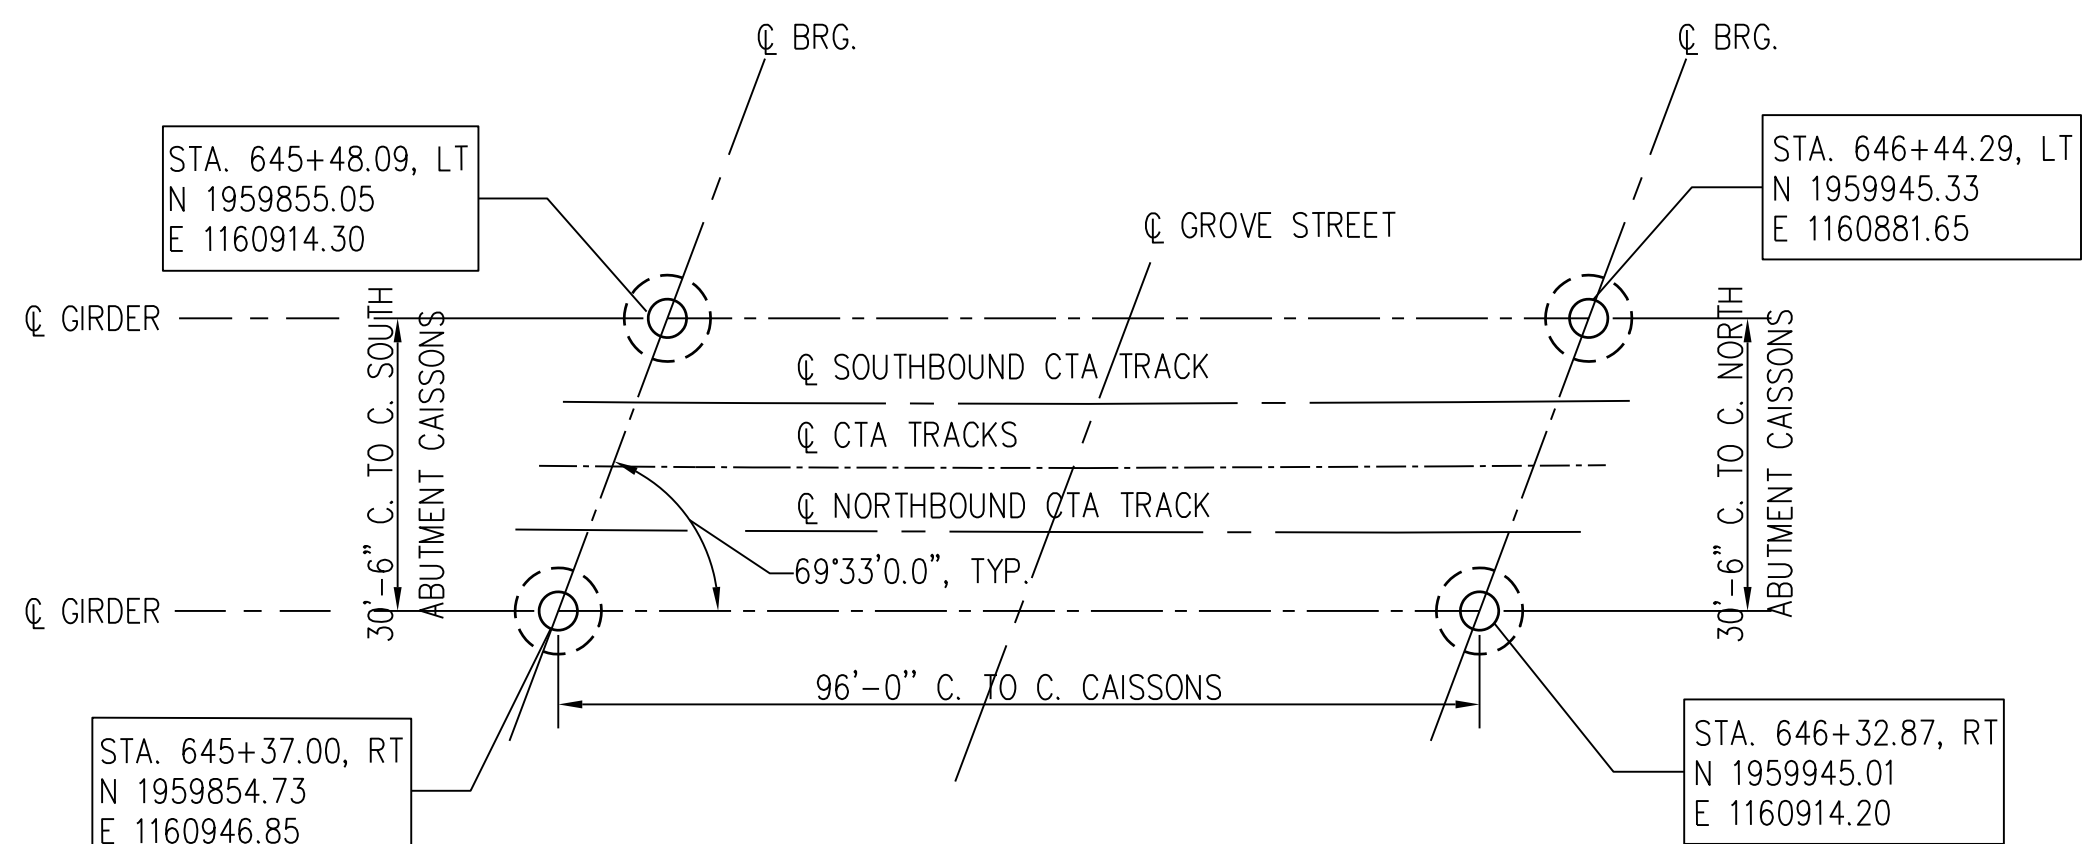 ℄ BRG.
℄ BRG.
STA. 645+48.09, LT
N 1959855.05
E 1160914.30
STA. 646+44.29, LT
N 1959945.33
E 1160881.65
℄ GROVE STREET
℄ GIRDER
30'-6" C. TO C. SOUTH
ABUTMENT CAISSONS
℄ SOUTHBOUND CTA TRACK
℄ CTA TRACKS
℄ NORTHBOUND CTA TRACK
69°33'0.0", TYP.
30'-6" C. TO C. NORTH
ABUTMENT CAISSONS
℄ GIRDER
96'-0" C. TO C. CAISSONS
STA. 645+37.00, RT
N 1959854.73
E 1160946.85
STA. 646+32.87, RT
N 1959945.01
E 1160914.20